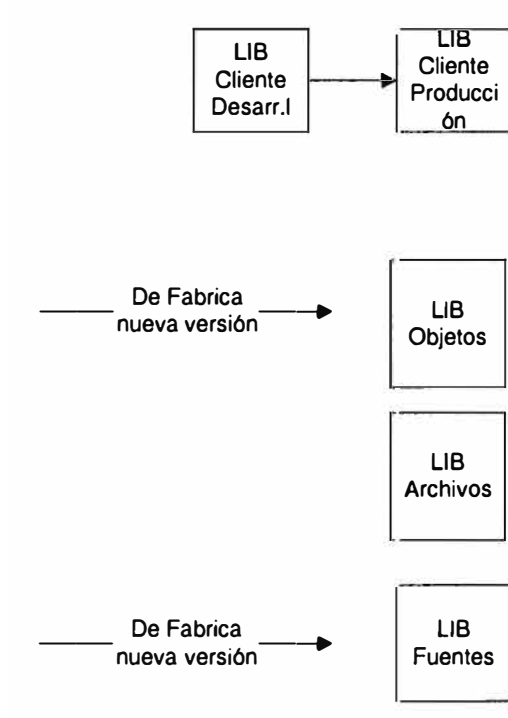 LIB
Cliente
Desarr.l
LIB
Cliente
Producci
ón
De Fabrica
nueva versión
LIB
Objetos
LIB
Archivos
De Fabrica
nueva versión
LIB
Fuentes